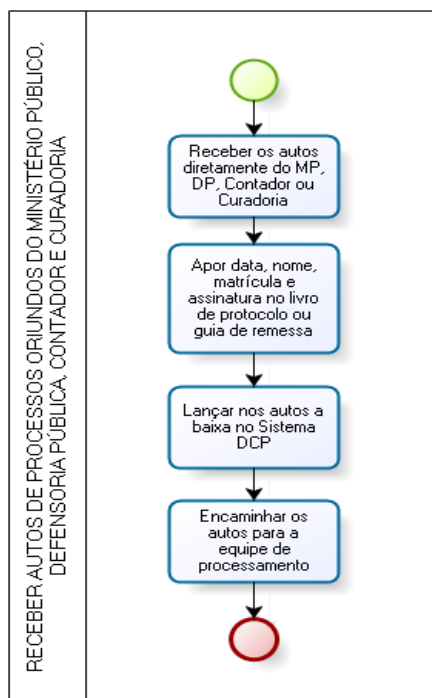 RECEBER AUTOS DE PROCESSOS ORIUNDOS DO MINISTÉRIO PÚBLICO,
DEFENSORIA PÚBLICA, CONTADOR E CURADORIA
Receber os autos
diretamente do MP,
DP, Contador ou
Curadoria
Apor data, nome,
matrícula e
assinatura no livro
de protocolo ou
guia de remessa
Lançar nos autos a
baixa no Sistema
DCP
Encaminhar os
autos para a
equipe de
processamento